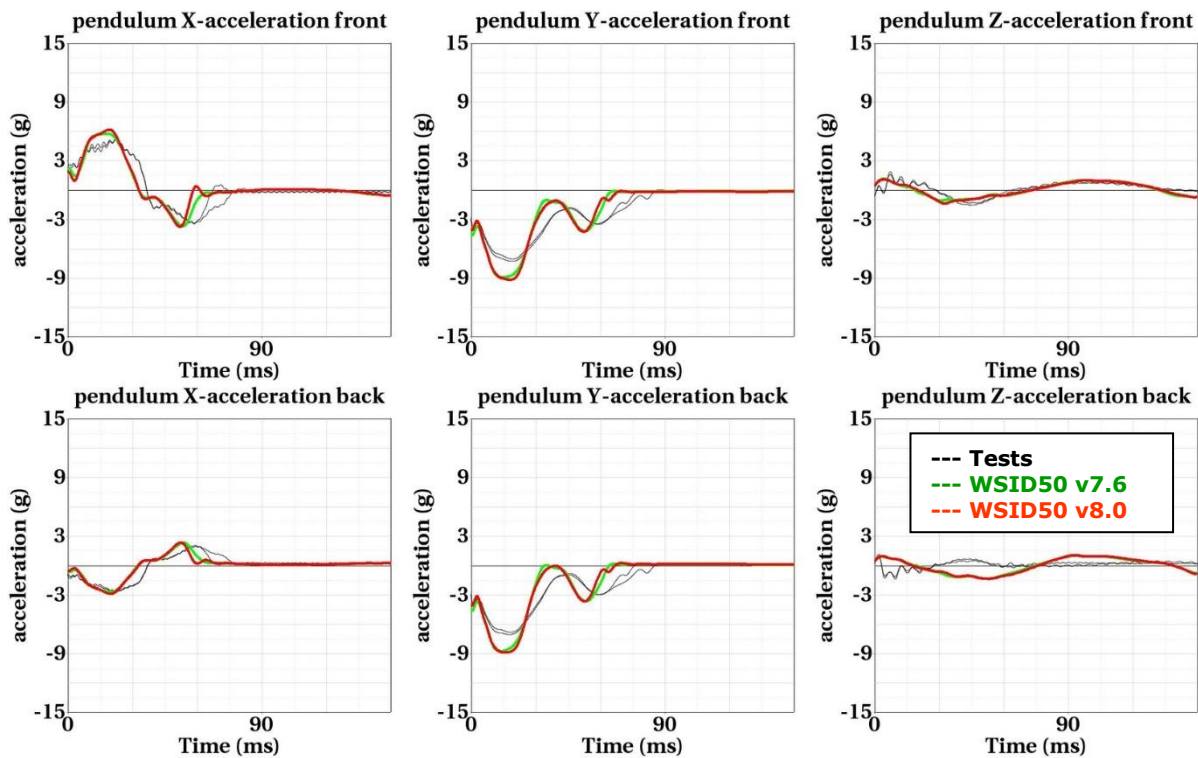 pendulum X-acceleration front
15
9
3
-3
-9
-15
acceleration (g)
0
90
Time (ms)
pendulum Y-acceleration front
15
9
3
-3
-9
-15
acceleration (g)
0
90
Time (ms)
pendulum Z-acceleration front
15
9
3
-3
-9
-15
acceleration (g)
0
90
Time (ms)
pendulum X-acceleration back
15
9
3
-3
-9
-15
acceleration (g)
0
90
Time (ms)
pendulum Y-acceleration back
15
9
3
-3
-9
-15
acceleration (g)
0
90
Time (ms)
pendulum Z-acceleration back
15
9
3
-3
-9
-15
acceleration (g)
0
90
Time (ms)
--- Tests
--- WSID50 v7.6
--- WSID50 v8.0